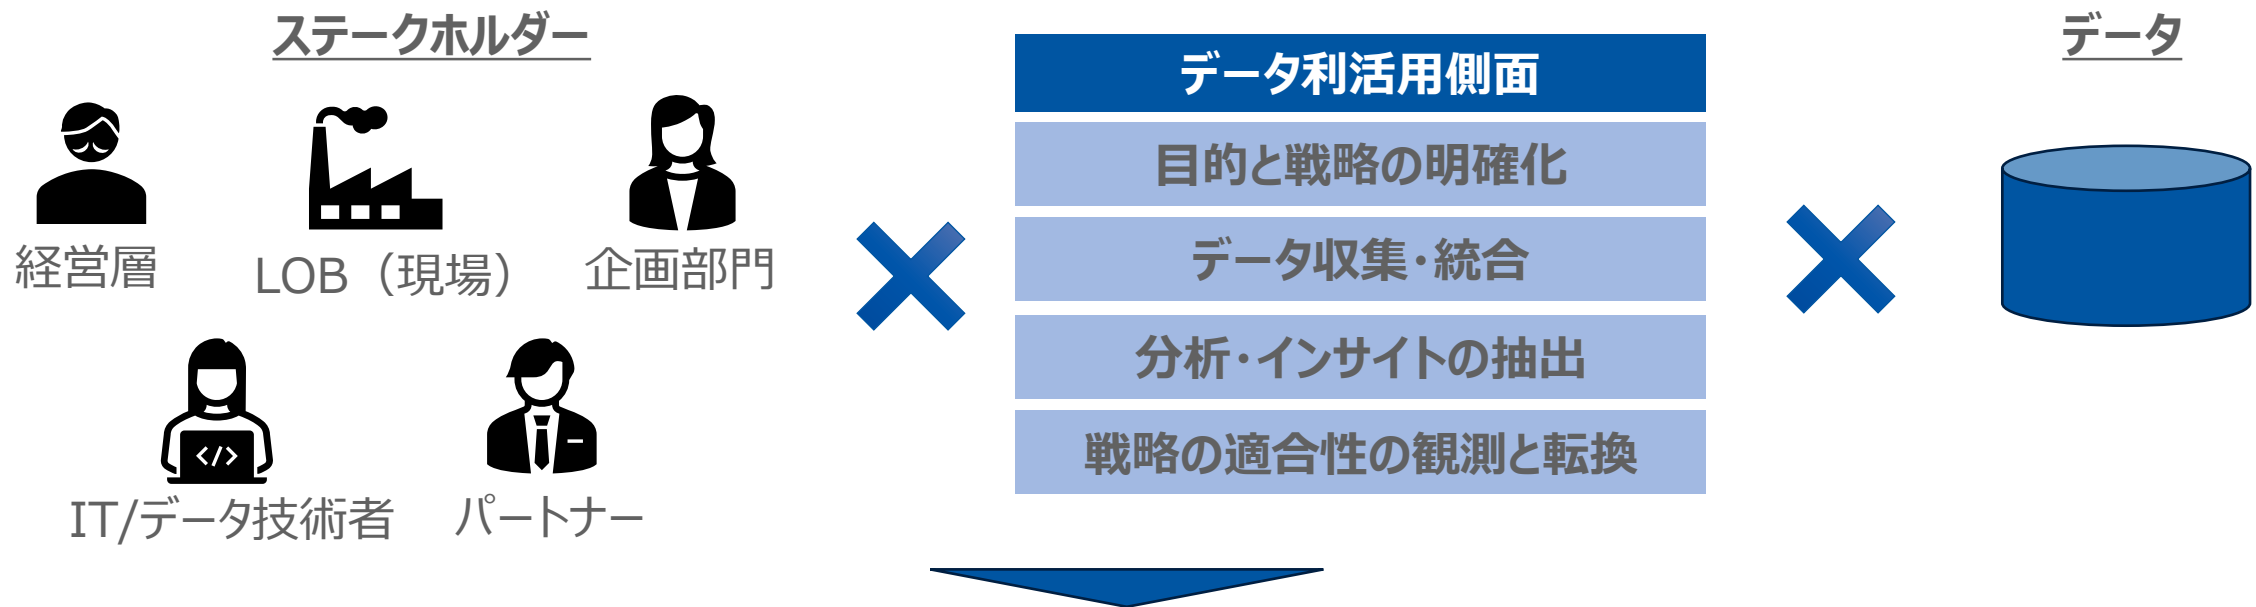 ステークホルダー
経営層
LOB（現場）
企画部門
IT/データ技術者
パートナー
データ利活用側面
目的と戦略の明確化
データ収集・統合
分析・インサイトの抽出
戦略の適合性の観測と転換
データ